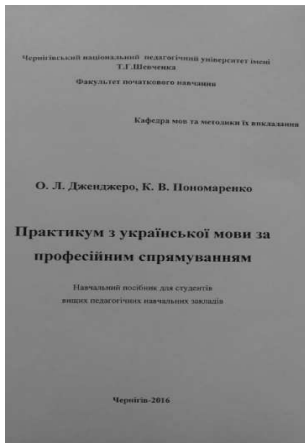 Чернігівський національний педагогічний університет імені
Т.Г.Шевченка
Факультет початкового навчання
Кафедра мов та методики їх викладання
О. Л. Дженджеро, К. В. Пономаренко
Практикум з української мови за
професійним спрямуванням
Навчальний посібник для студентів
вищих педагогічних навчальних закладів
Чернігів-2016